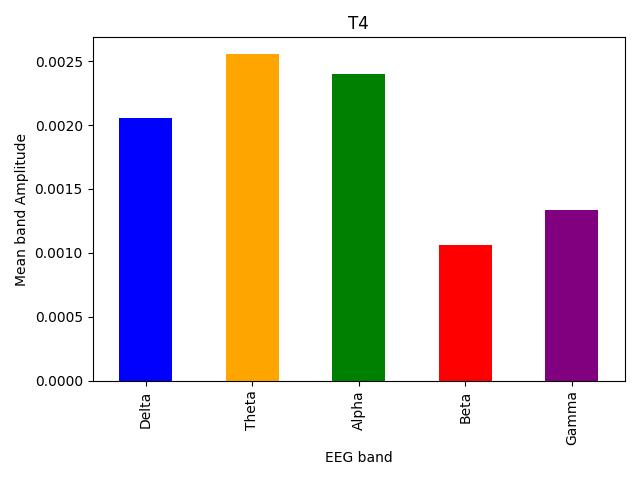 T4
Mean band Amplitude
0.0025
0.0020
0.0015
0.0010
0.0005
0.0000
Delta
Theta
Alpha
Beta
Gamma
EEG band